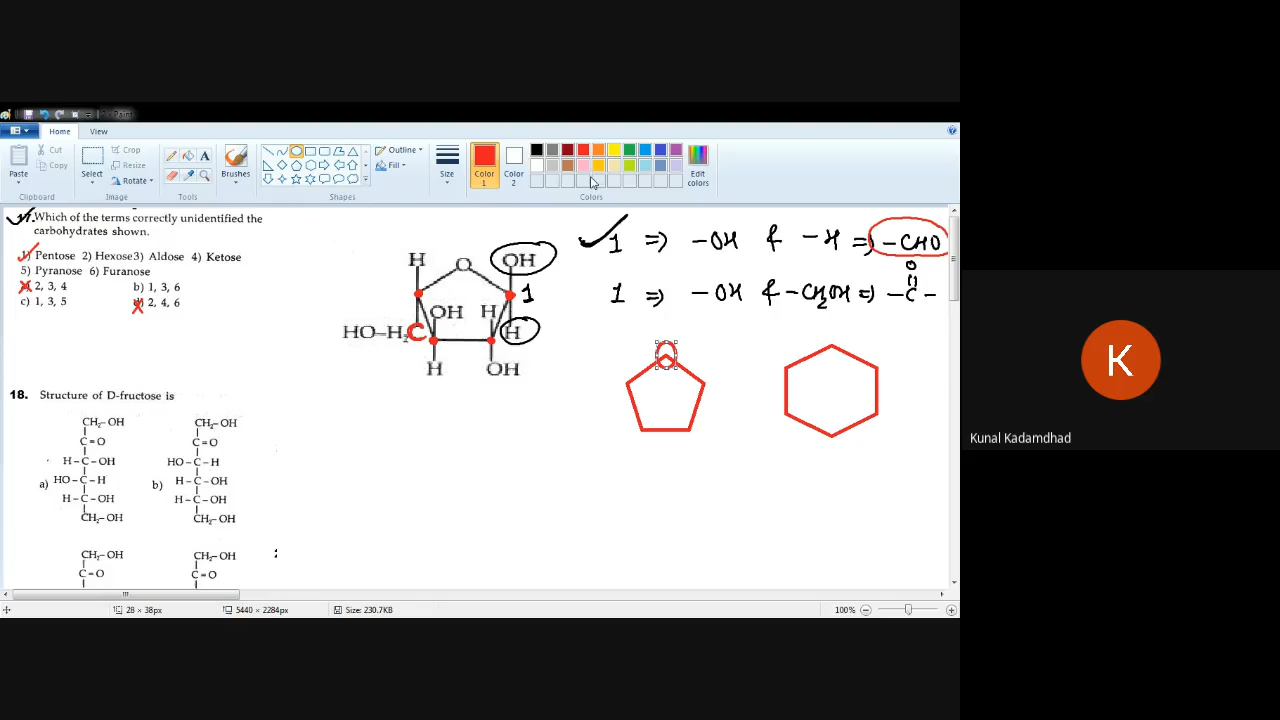 Paint
Home View
Cut
Copy
Paste
Clipboard
Select
Crop
Resize
Rotate
Image
A
Tools
Brushes
Outline
Fill
Shapes
Size
Color 1
Color 2
Edit colors
Colors
17. Which of the terms correctly unidentified the
carbohydrates shown.
1) Pentose 2) Hexose3) Aldose 4) Ketose
5) Pyranose 6) Furanose
2, 3, 4 b) 1, 3, 6
c) 1, 3, 5 d) 2, 4, 6
H O OH
1
OH H
HO-H₂C H
H OH
1 ⇒ -OH & -H ⇒ -CHO
O
1 ⇒ -OH & -CH₂OH ⇒ -C-
18. Structure of D-fructose is
a)
CH₂-OH
C=O
H-C-OH
HO-C-H
H-C-OH
CH₂-OH
b)
CH₂-OH
C=O
HO-C-H
H-C-OH
H-C-OH
CH₂-OH
CH₂-OH
C=O
CH₂-OH
C=O
28 × 38px
5440 × 2284px
Size: 230.7KB
100%
K
Kunal Kadamdhad